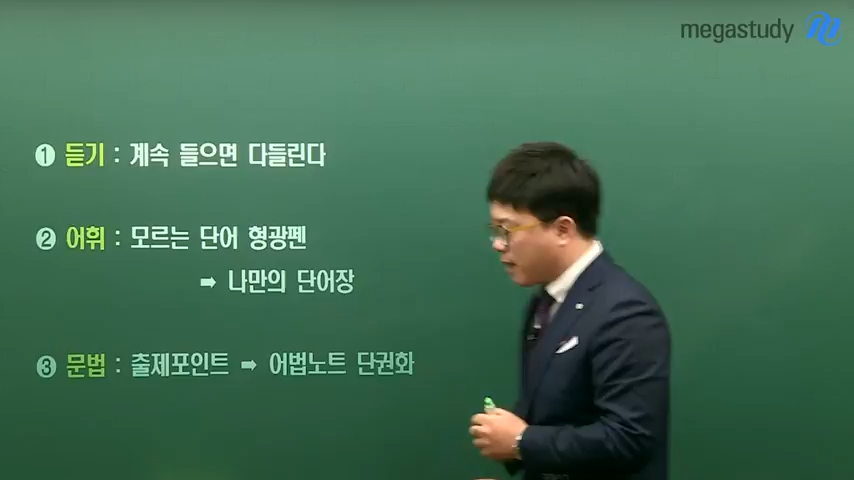 megastudy
❶ 듣기 : 계속 들으면 다들린다
❷ 어휘 : 모르는 단어 형광펜
➡ 나만의 단어장
❸ 문법 : 출제포인트 ➡ 어법노트 단권화